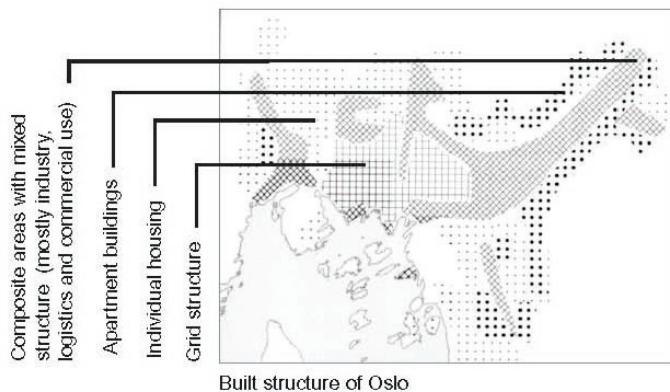 Composite areas with mixed
structure (mostly industry,
logistics and commercial use)
Apartment buildings
Individual housing
Grid structure
Built structure of Oslo